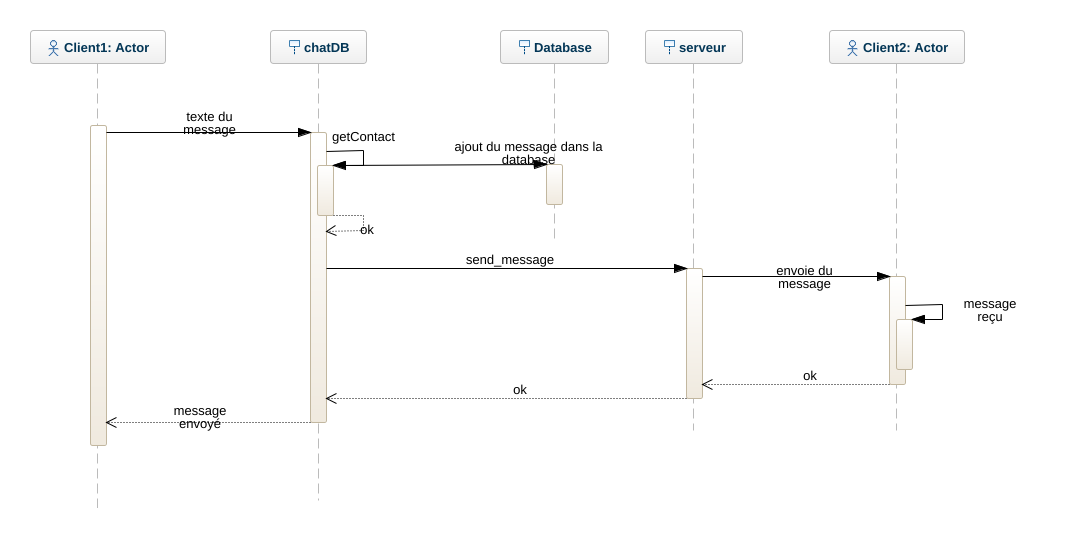 Client1: Actor
chatDB
Database
serveur
Client2: Actor
texte du
message
getContact
ajout du message dans la
database
ok
send_message
envoie du
message
message
reçu
ok
ok
message
envoyé